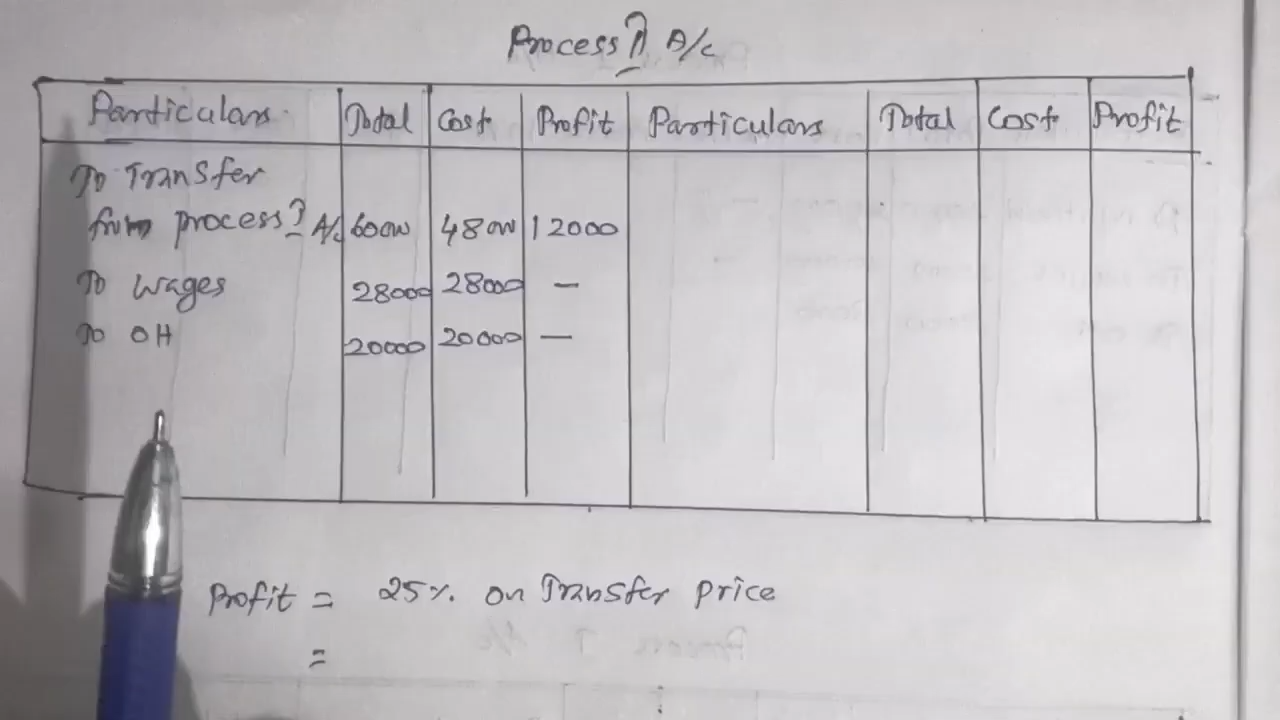 Process II A/c
Particulars Total Cost Profit Particulars Total Cost Profit
To Transfer
from process I A/c 60000 48000 12000
To wages 28000 28000 —
To OH 20000 20000 —
Profit = 25% on Transfer price
=